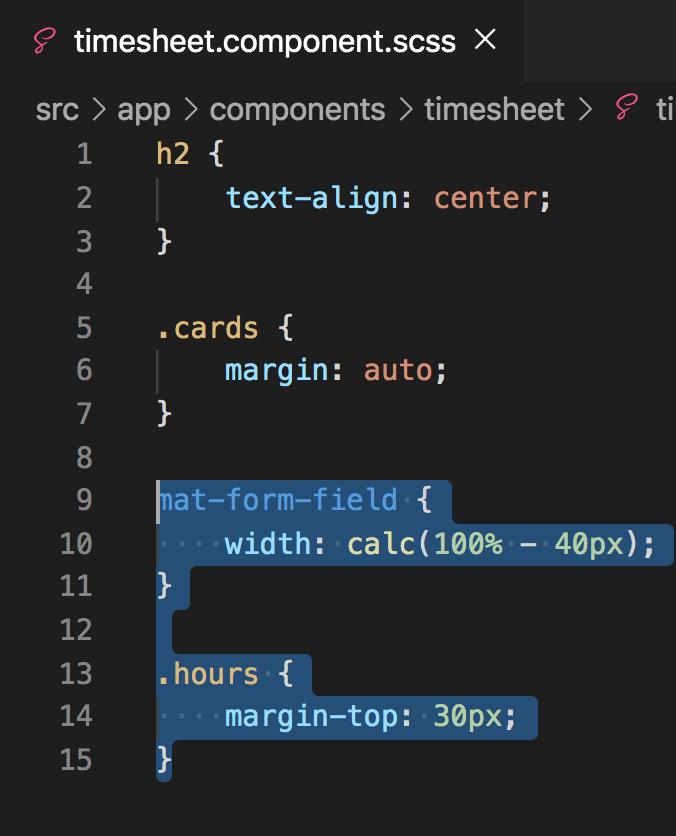 timesheet.component.scss
src > app > components > timesheet > ti
1 h2 {
2     text-align: center;
3 }
4
5 .cards {
6     margin: auto;
7 }
8
9 mat-form-field {
10     width: calc(100% - 40px);
11 }
12
13 .hours {
14     margin-top: 30px;
15 }